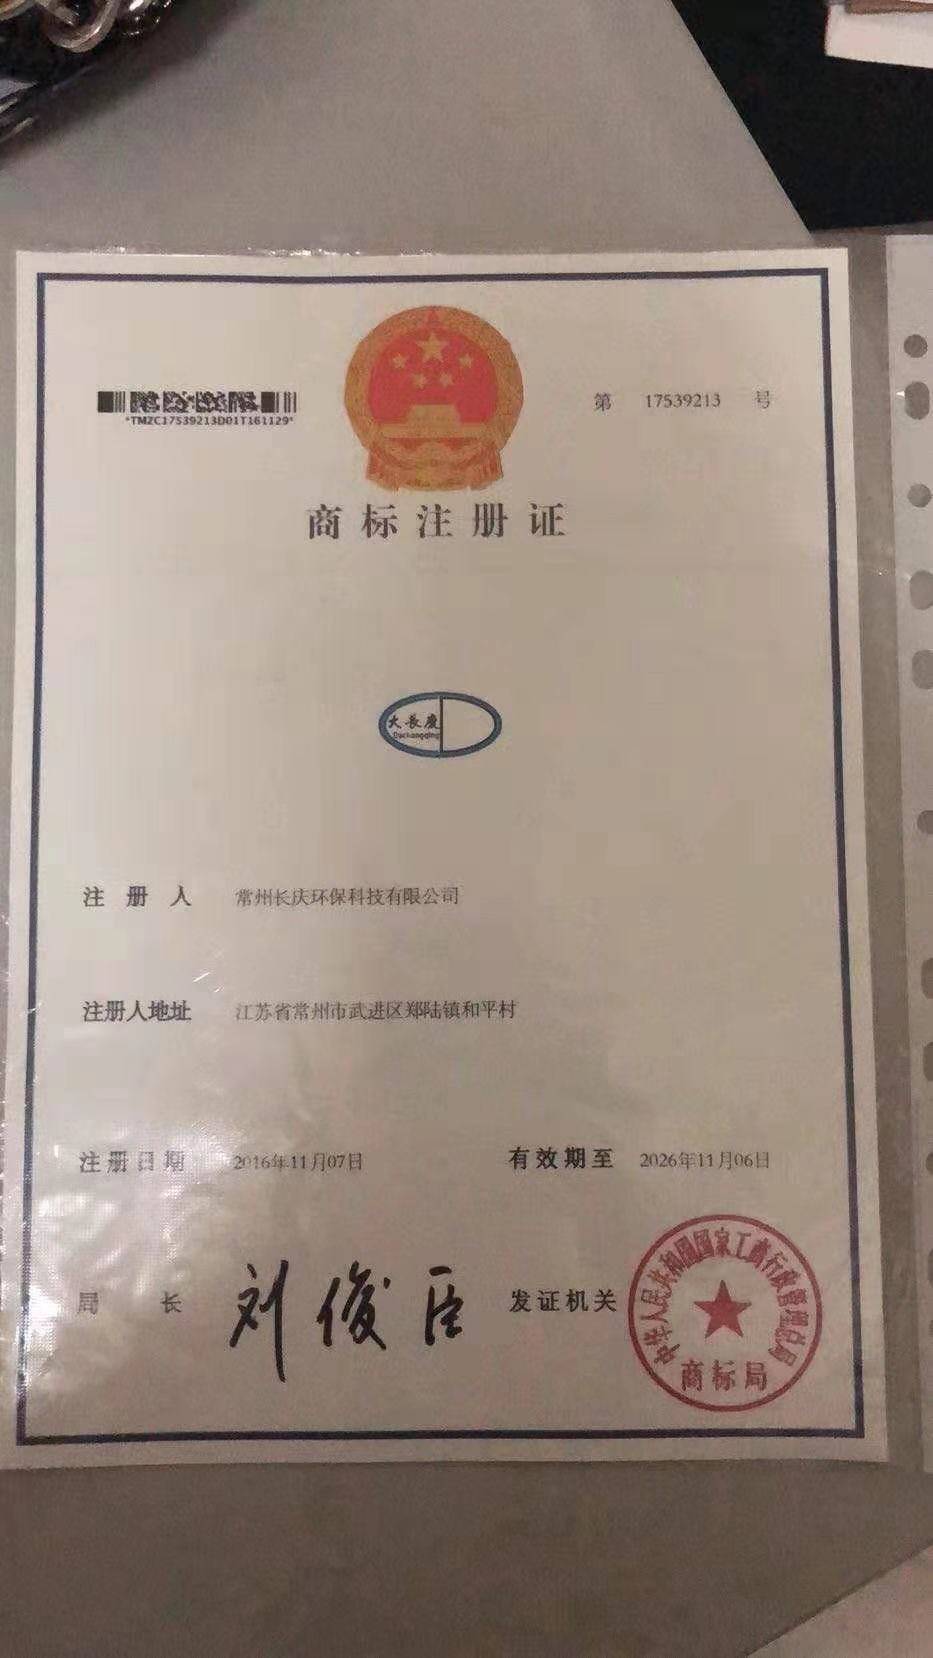 *TMZC17539213D01T161129*
第 17539213 号
商标注册证
大長慶
Dachangqing
注册人 常州长庆环保科技有限公司
注册人地址 江苏省常州市武进区郑陆镇和平村
注册日期 2016年11月07日 有效期至 2026年11月06日
局长 刘俊臣 发证机关
中华人民共和国国家工商行政管理总局
商标局